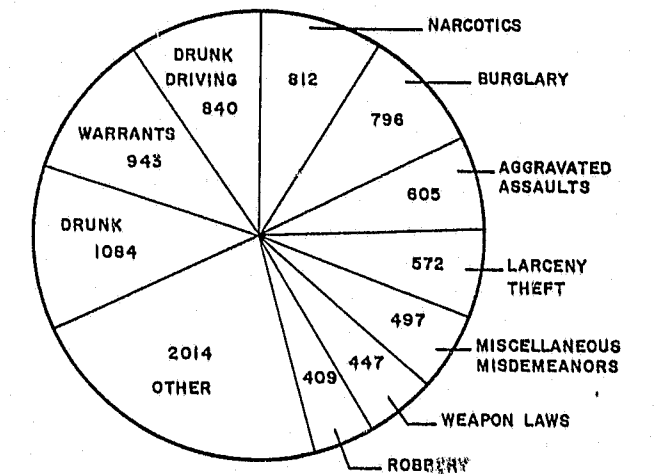 NARCOTICS
812
BURGLARY
796
AGGRAVATED
ASSAULTS
605
LARCENY
THEFT
572
MISCELLANEOUS
MISDEMEANORS
497
WEAPON LAWS
447
ROBBERY
409
2014
OTHER
DRUNK
1084
WARRANTS
943
DRUNK
DRIVING
840